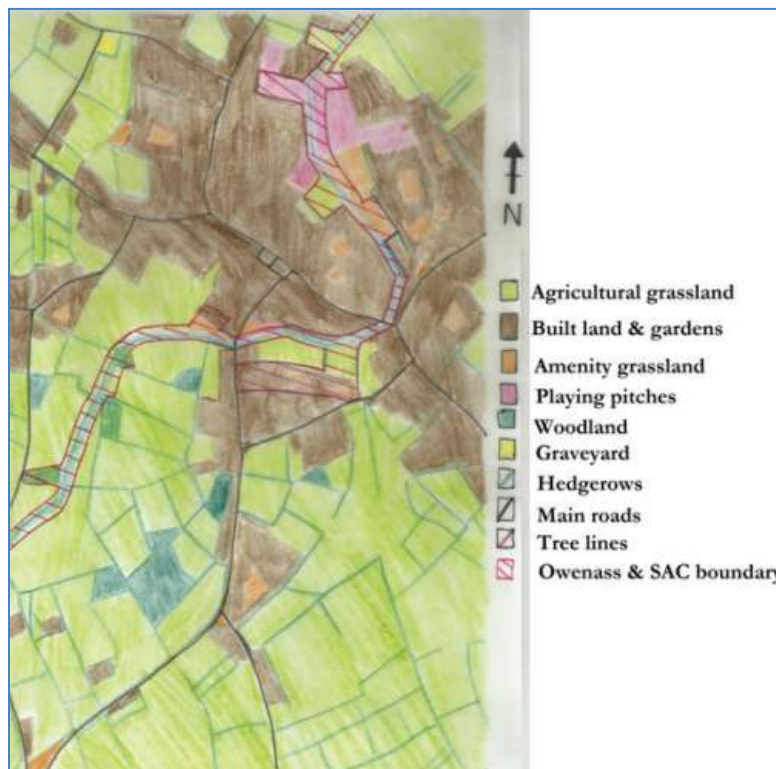 N
Agricultural grassland
Built land & gardens
Amenity grassland
Playing pitches
Woodland
Graveyard
Hedgerows
Main roads
Tree lines
Owenass & SAC boundary